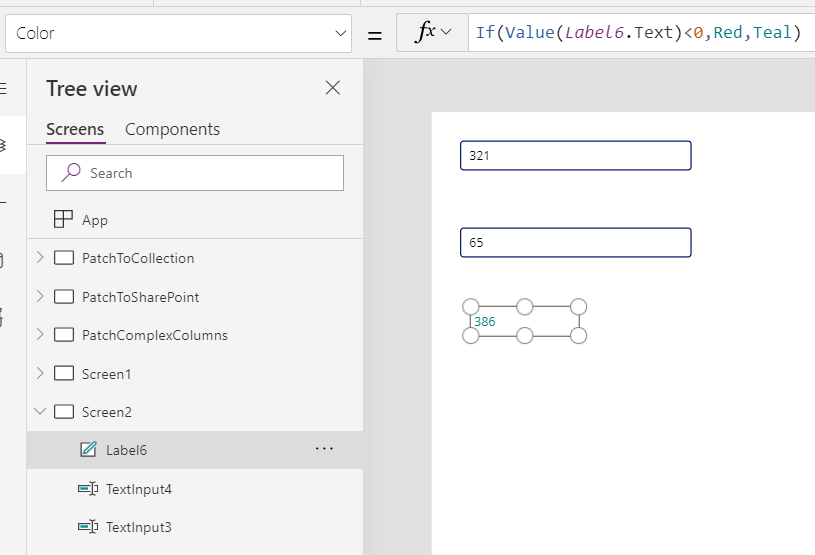 Color
= fx If(Value(Label6.Text)<0,Red,Teal)
Tree view
Screens Components
Search
App
PatchToCollection
PatchToSharePoint
PatchComplexColumns
Screen1
Screen2
Label6 ...
TextInput4
TextInput3
321
65
386